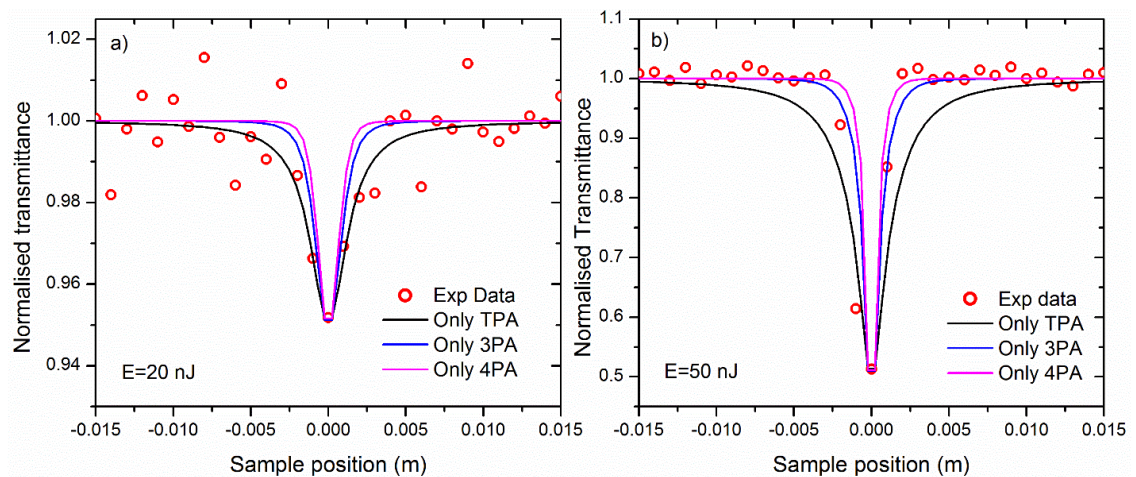 a)
Normalised transmittance
1.02
1.00
0.98
0.96
0.94
Exp Data
Only TPA
Only 3PA
Only 4PA
E=20 nJ
-0.015 -0.010 -0.005 0.000 0.005 0.010 0.015
Sample position (m)
b)
Normalised Transmittance
1.1
1.0
0.9
0.8
0.7
0.6
0.5
Exp data
Only TPA
Only 3PA
Only 4PA
E=50 nJ
-0.015 -0.010 -0.005 0.000 0.005 0.010 0.015
Sample position (m)